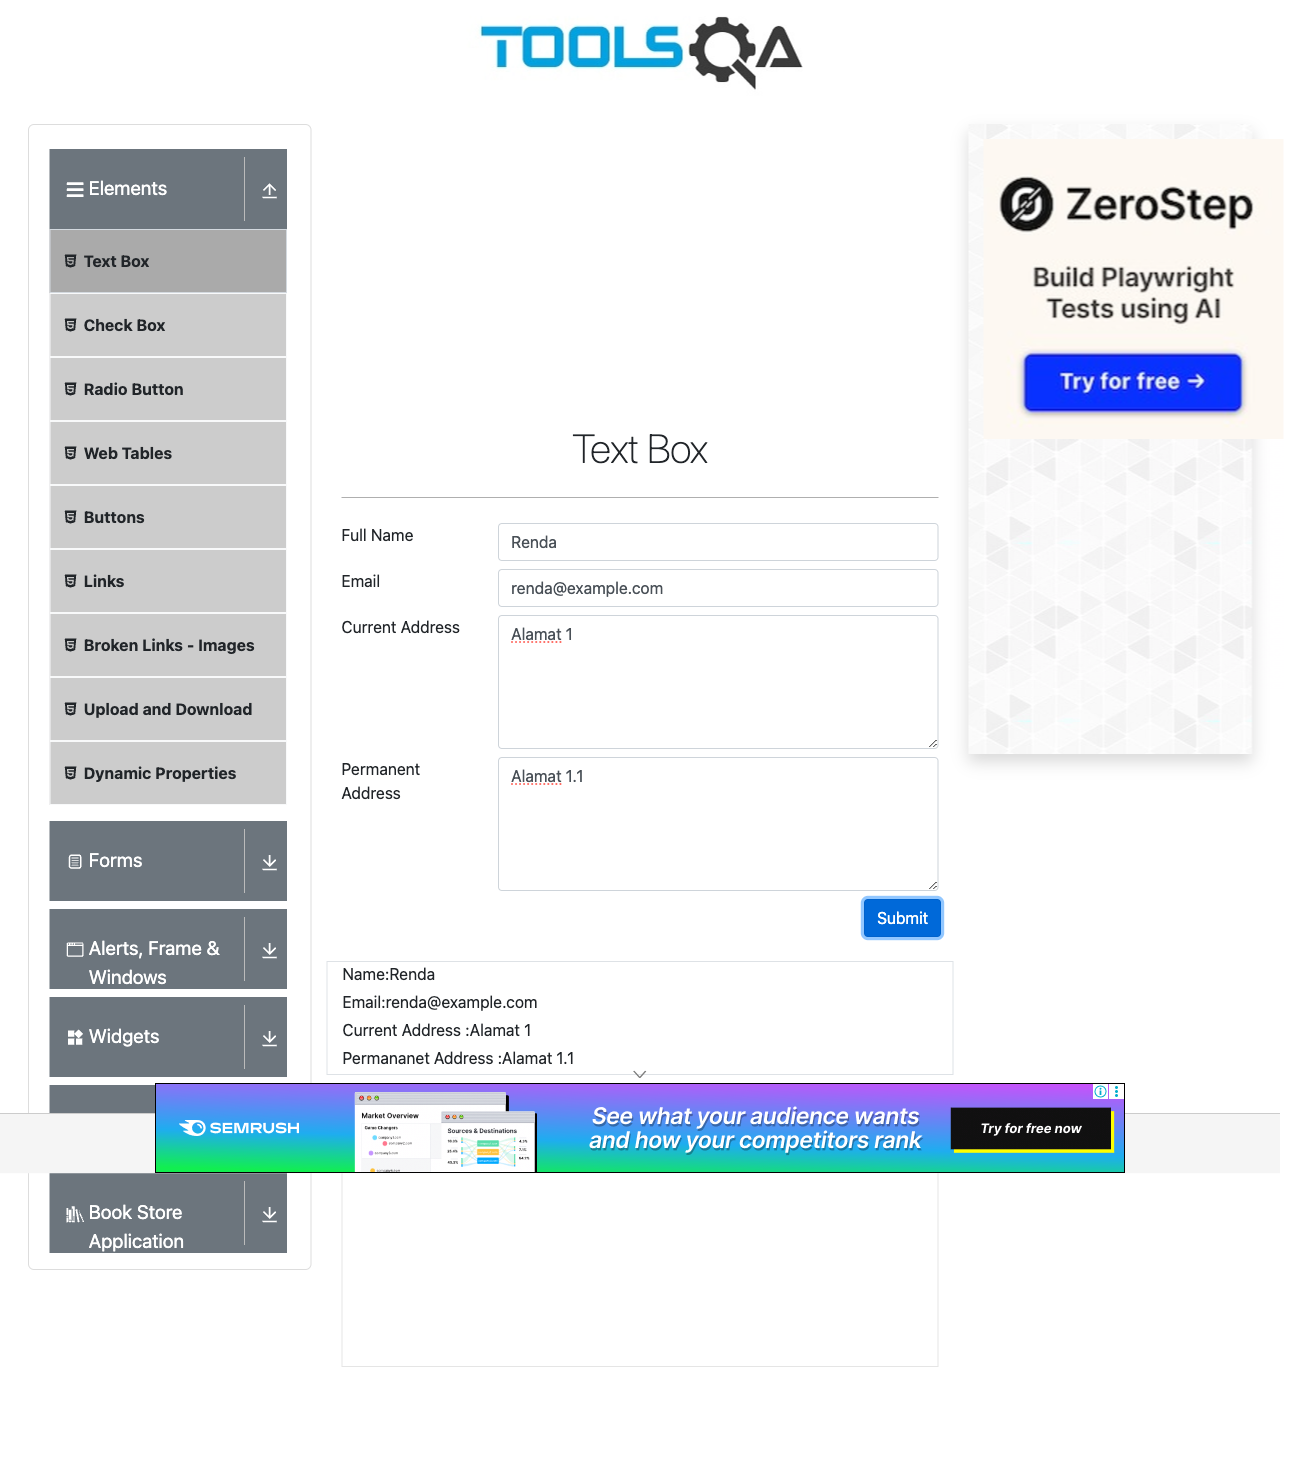 TOOLSQA
Elements
Text Box
Check Box
Radio Button
Web Tables
Buttons
Links
Broken Links - Images
Upload and Download
Dynamic Properties
Forms
Alerts, Frame &
Windows
Widgets
Book Store
Application
Text Box
Full Name
Renda
Email
renda@example.com
Current Address
Alamat 1
Permanent
Address
Alamat 1.1
Submit
Name:Renda
Email:renda@example.com
Current Address :Alamat 1
Permananet Address :Alamat 1.1
ZeroStep
Build Playwright
Tests using AI
Try for free →
SEMRUSH
Market Overview
Game Changers
Sources & Destinations
See what your audience wants
and how your competitors rank
Try for free now